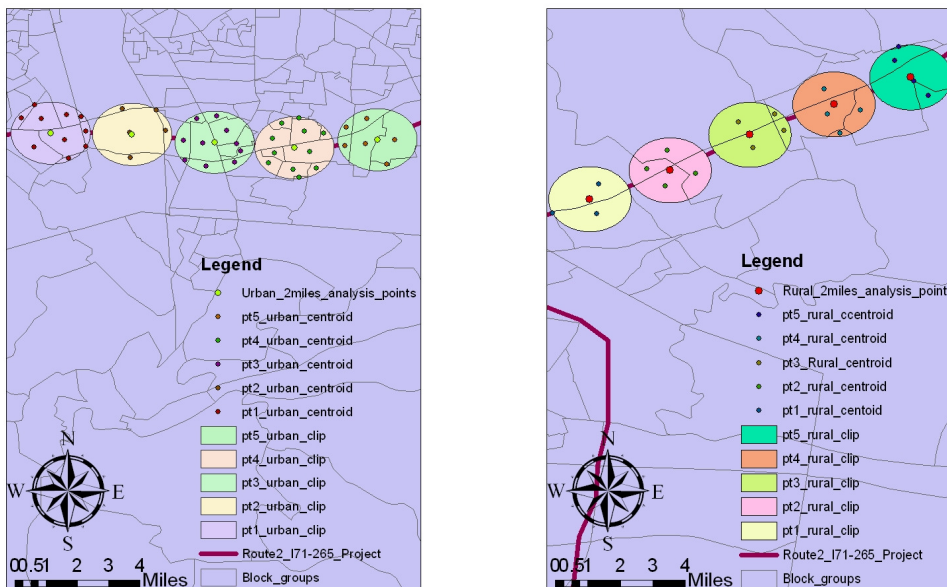 Legend
Urban_2miles_analysis_points
pt5_urban_centroid
pt4_urban_centroid
pt3_urban_centroid
pt2_urban_centroid
pt1_urban_centroid
pt5_urban_clip
pt4_urban_clip
pt3_urban_clip
pt2_urban_clip
pt1_urban_clip
Route2_I71-265_Project
Block_groups
N
W E
S
00.51 2 3 4
Miles
Legend
Rural_2miles_analysis_point
pt5_rural_ccentroid
pt4_rural_centroid
pt3_Rural_centroid
pt2_rural_centroid
pt1_rural_centoid
pt5_rural_clip
pt4_rural_clip
pt3_rural_clip
pt2_rural_clip
pt1_rural_clip
Route2_I71-265_Project
Block_groups
N
W E
S
00.51 2 3 4
Miles